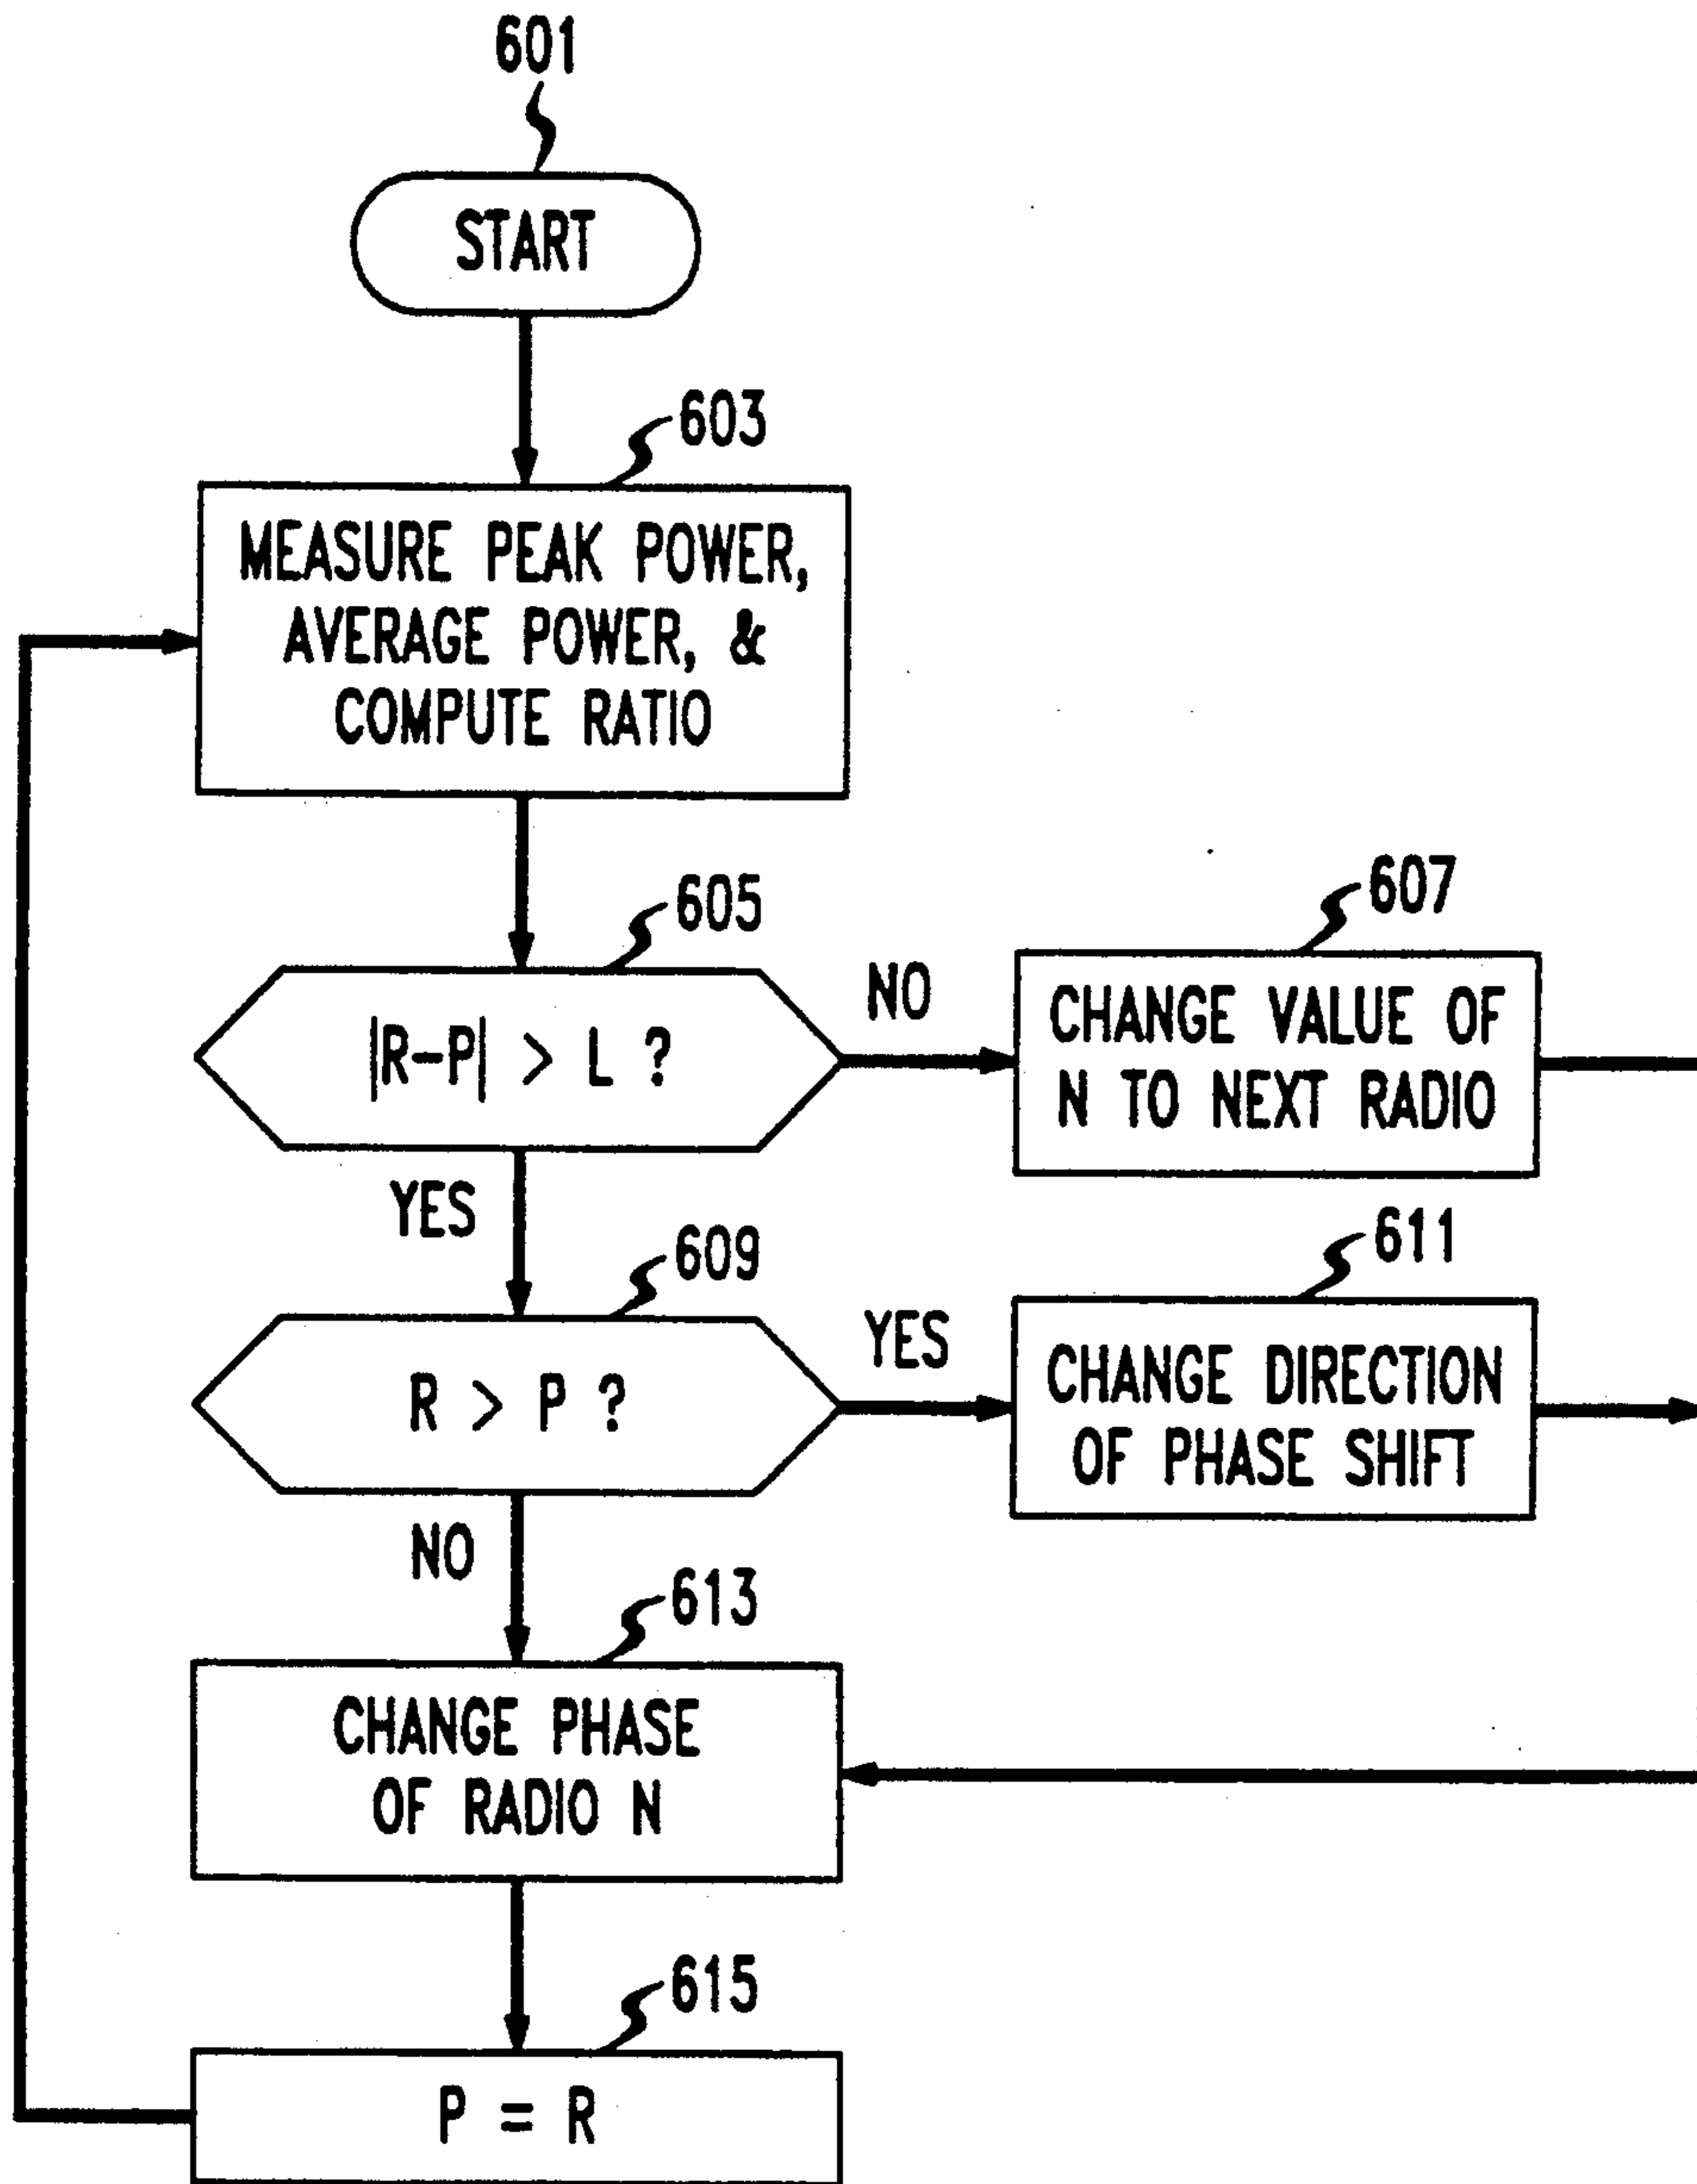 601
START
603
MEASURE PEAK POWER,
AVERAGE POWER, &
COMPUTE RATIO
605
|R-P| > L ?
NO
607
CHANGE VALUE OF
N TO NEXT RADIO
YES
609
R > P ?
YES
611
CHANGE DIRECTION
OF PHASE SHIFT
NO
613
CHANGE PHASE
OF RADIO N
615
P = R